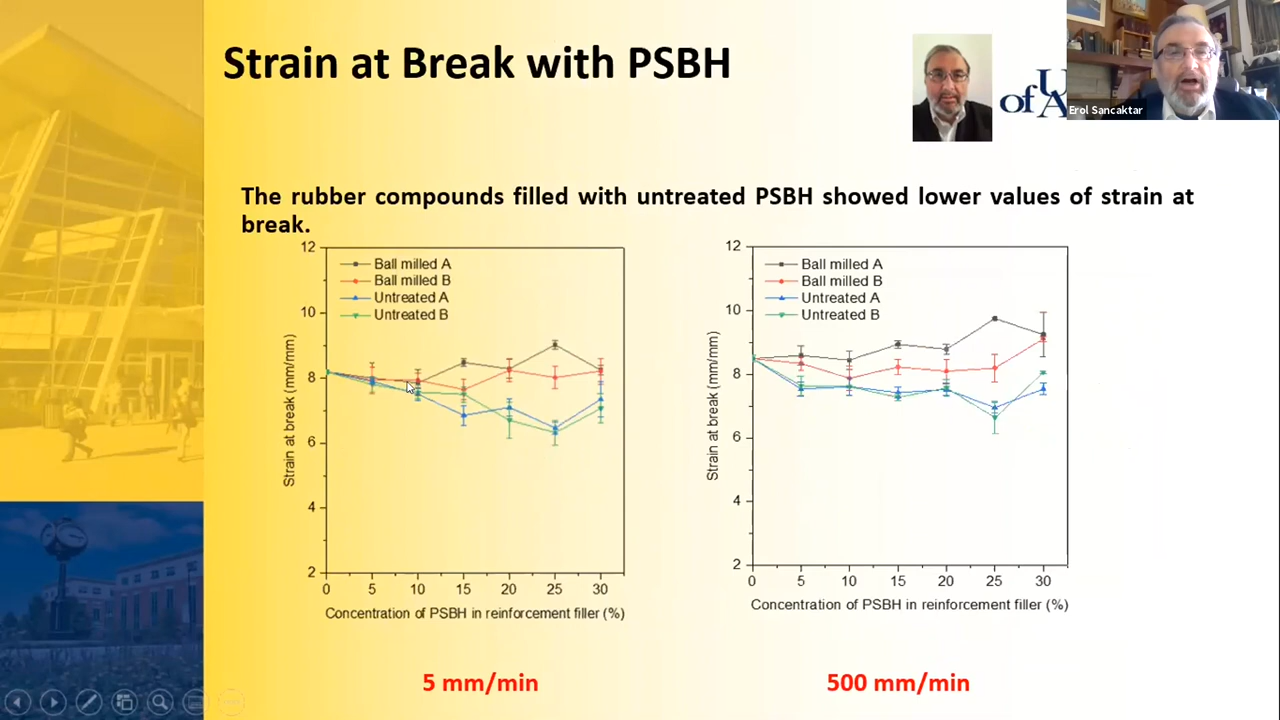 Strain at Break with PSBH
of
Erol Sancaktar
The rubber compounds filled with untreated PSBH showed lower values of strain at
break.
12
10
8
6
4
2
Strain at break (mm/mm)
Ball milled A
Ball milled B
Untreated A
Untreated B
0 5 10 15 20 25 30
Concentration of PSBH in reinforcement filler (%)
5 mm/min
12
10
8
6
4
2
Strain at break (mm/mm)
Ball milled A
Ball milled B
Untreated A
Untreated B
0 5 10 15 20 25 30
Concentration of PSBH in reinforcement filler (%)
500 mm/min